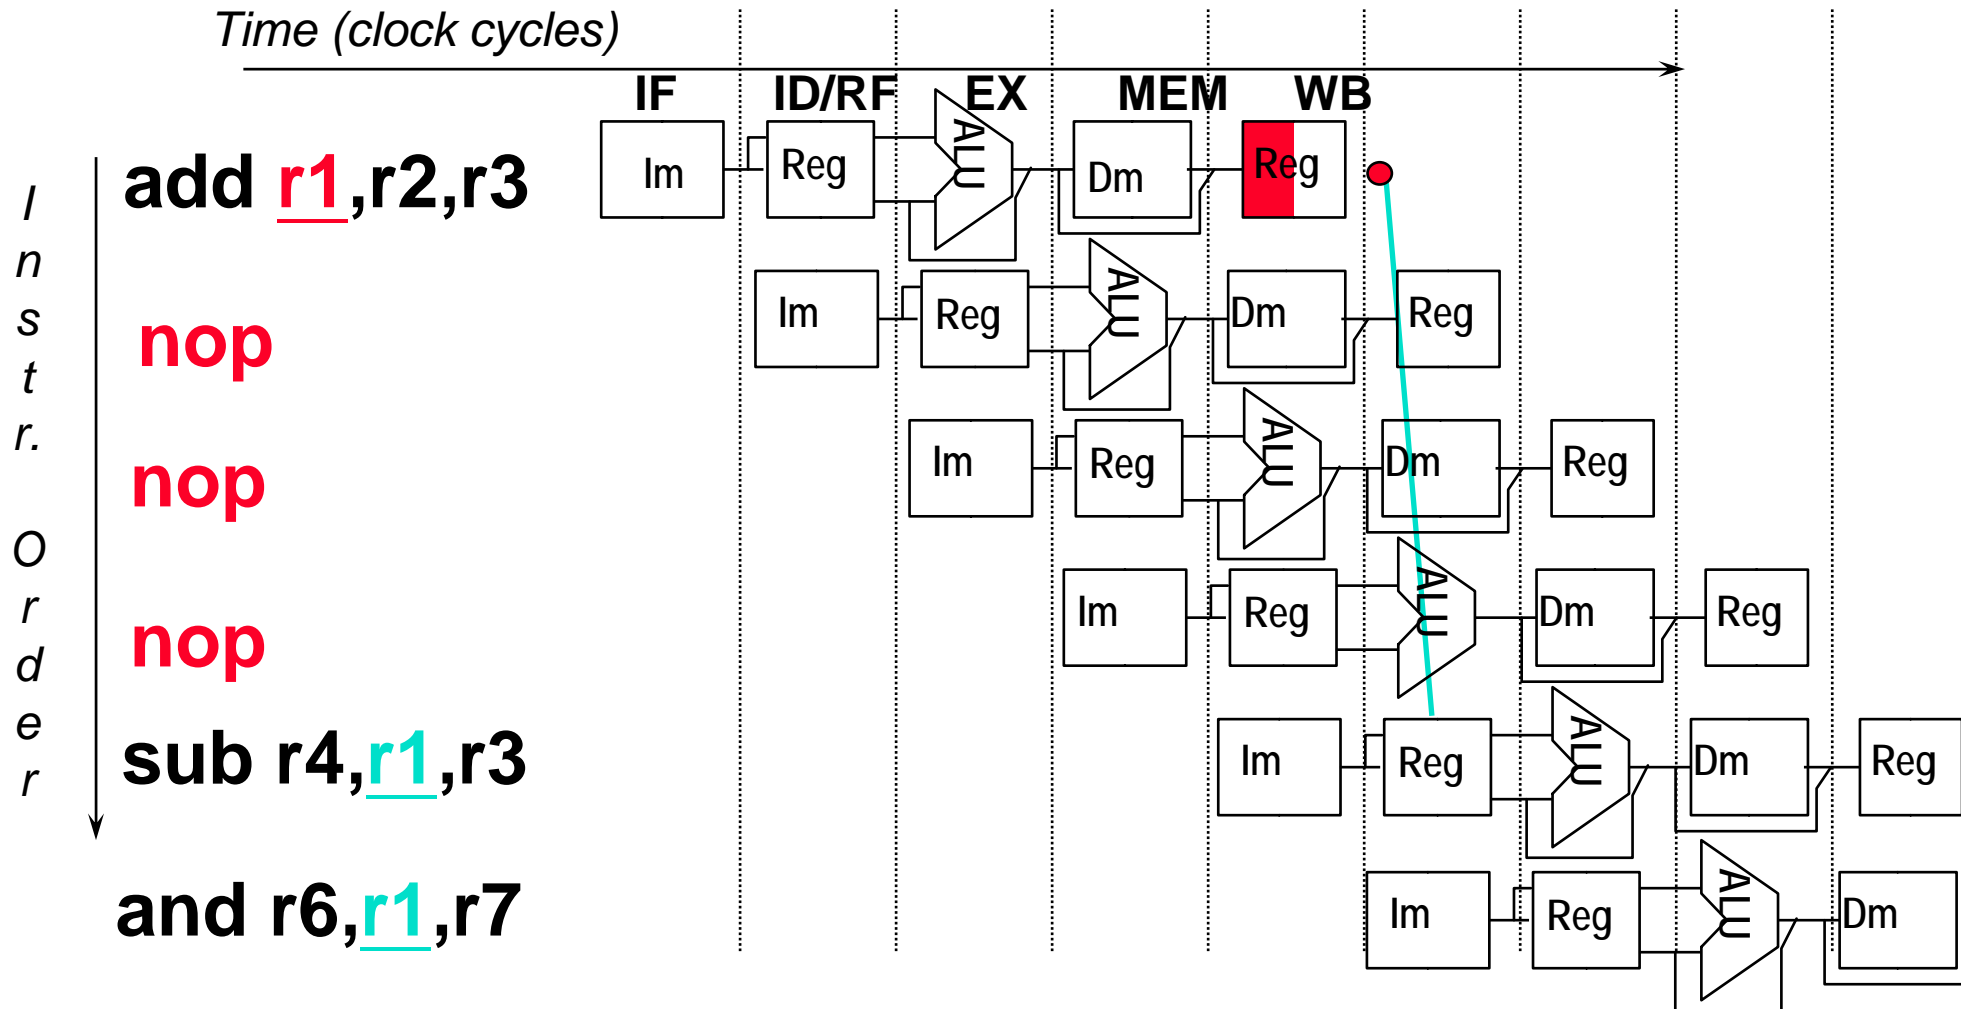 Time (clock cycles)
IF ID/RF EX MEM WB
Instr. Order
add r1,r2,r3
Im Reg ALU Dm Reg
nop
Im Reg ALU Dm Reg
nop
Im Reg ALU Dm Reg
nop
Im Reg ALU Dm Reg
sub r4,r1,r3
Im Reg ALU Dm Reg
and r6,r1,r7
Im Reg ALU Dm